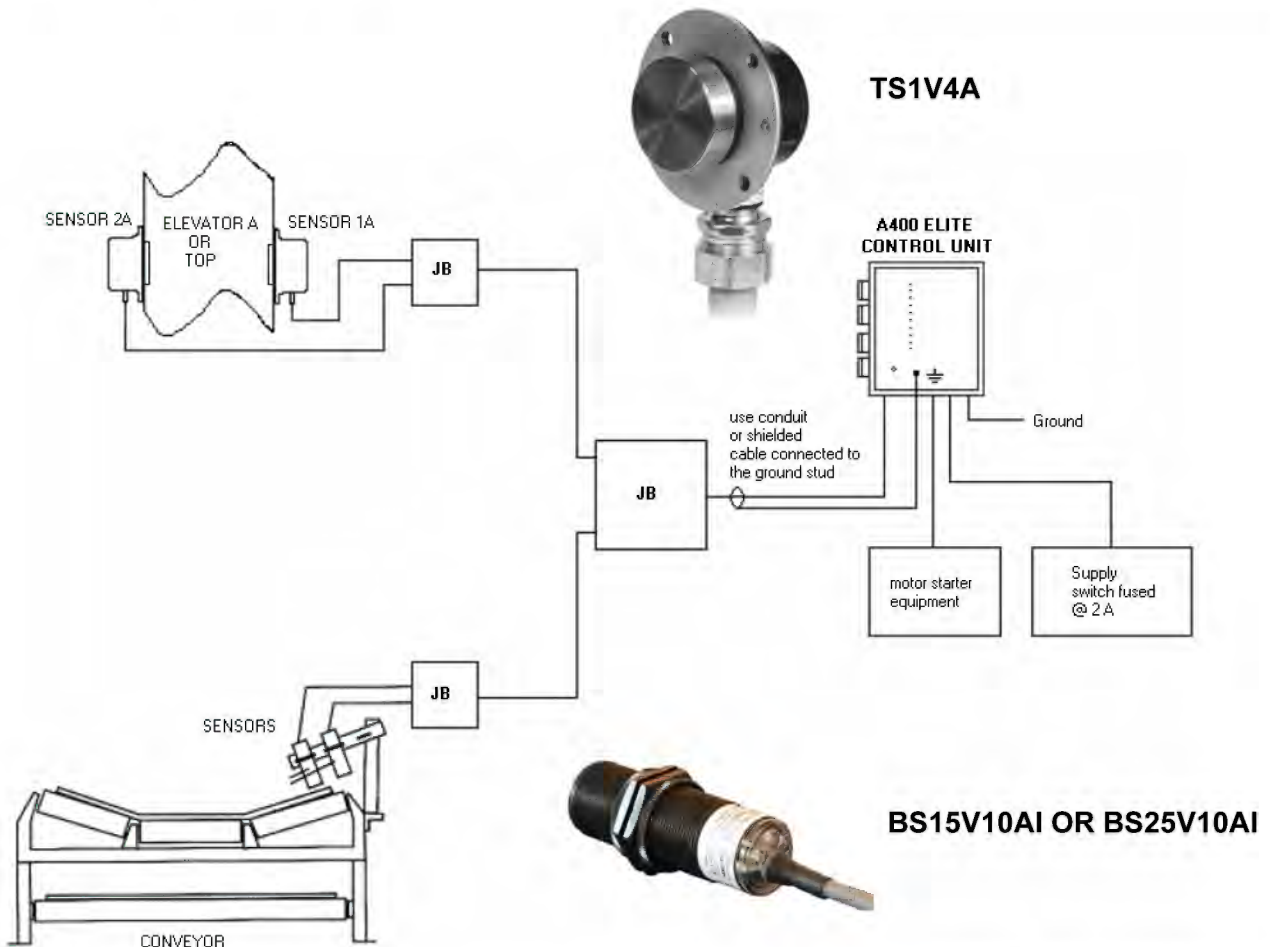 TS1V4A
SENSOR 2A
ELEVATOR A
OR
TOP
SENSOR 1A
JB
A400 ELITE
CONTROL UNIT
use conduit
or shielded
cable connected to
the ground stud
Ground
JB
motor starter
equipment
Supply
switch fused
@ 2 A
JB
SENSORS
BS15V10AI OR BS25V10AI
CONVEYOR